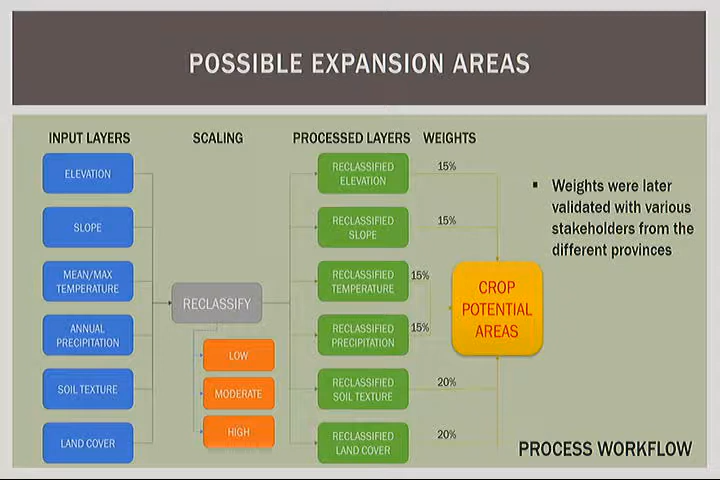 POSSIBLE EXPANSION AREAS
INPUT LAYERS
SCALING
PROCESSED LAYERS
WEIGHTS
ELEVATION
SLOPE
MEAN/MAX
TEMPERATURE
ANNUAL
PRECIPITATION
SOIL TEXTURE
LAND COVER
RECLASSIFY
LOW
MODERATE
HIGH
RECLASSIFIED
ELEVATION
RECLASSIFIED
SLOPE
RECLASSIFIED
TEMPERATURE
RECLASSIFIED
PRECIPITATION
RECLASSIFIED
SOIL TEXTURE
RECLASSIFIED
LAND COVER
15%
15%
15%
15%
20%
20%
CROP
POTENTIAL
AREAS
▪ Weights were later
validated with various
stakeholders from the
different provinces
PROCESS WORKFLOW